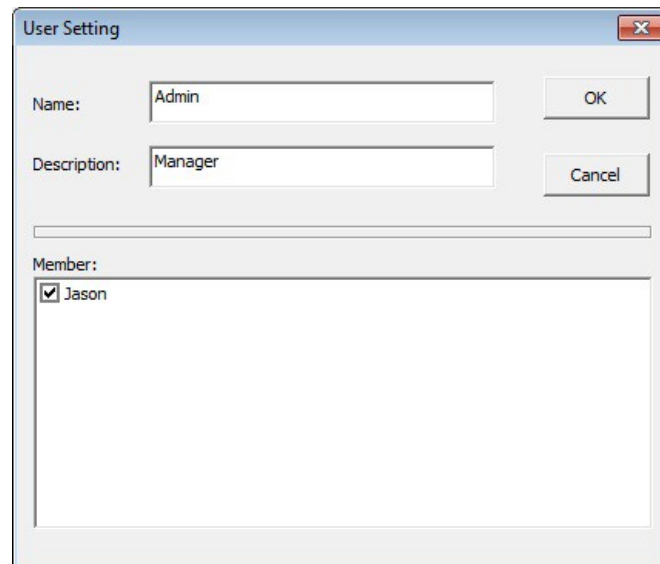 User Setting
Name:
Admin
OK
Description:
Manager
Cancel
Member:
Jason